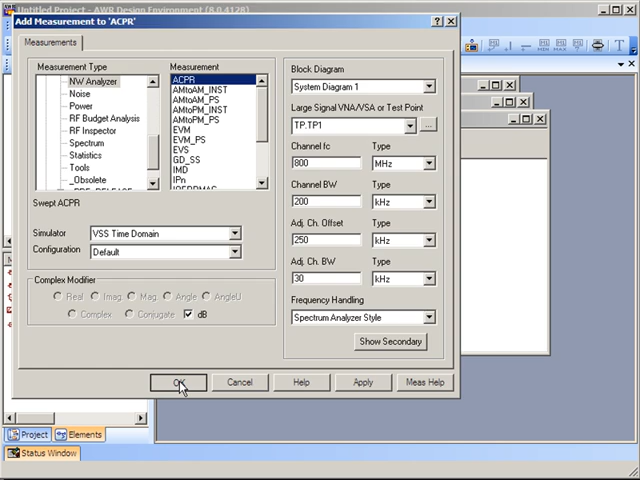 Untitled Project - AWR Design Environment (8.0.4128)
Add Measurement to 'ACPR'
Measurements
Measurement Type
NW Analyzer
Noise
Power
RF Budget Analysis
RF Inspector
Spectrum
Statistics
Tools
_Obsolete
Measurement
ACPR
AMtoAM_INST
AMtoAM_PS
AMtoPM_INST
AMtoPM_PS
EVM
EVM_PS
EVS
GD_SS
IMD
IPn
Swept ACPR
Simulator
VSS Time Domain
Configuration
Default
Complex Modifier
Real
Imag.
Mag.
Angle
AngleU
Complex
Conjugate
dB
Block Diagram
System Diagram 1
Large Signal VNA/VSA or Test Point
TP.TP1
...
Channel fc
Type
800
MHz
Channel BW
Type
200
kHz
Adj. Ch. Offset
Type
250
kHz
Adj. Ch. BW
Type
30
kHz
Frequency Handling
Spectrum Analyzer Style
Show Secondary
OK
Cancel
Help
Apply
Meas Help
Project
Elements
Status Window